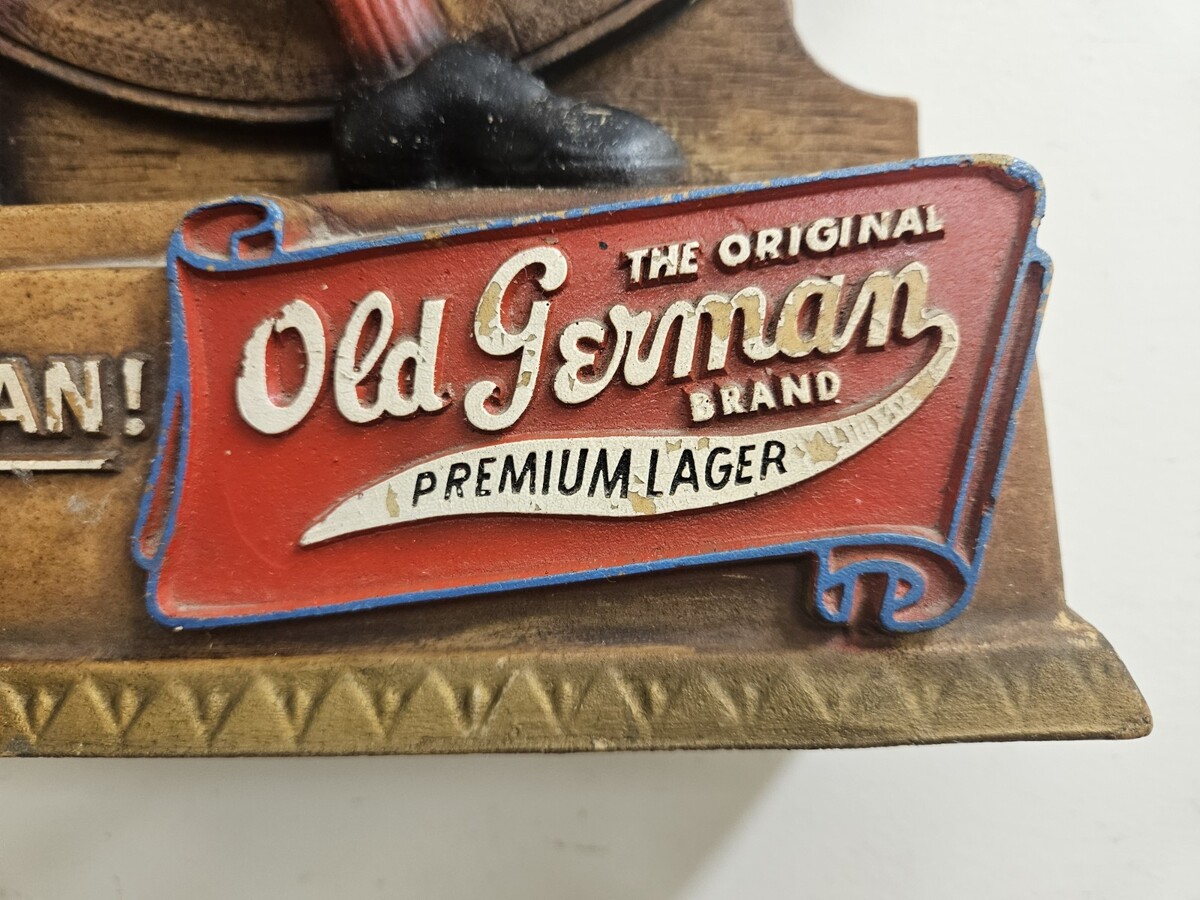 AN!
THE ORIGINAL
Old German
BRAND
PREMIUM LAGER